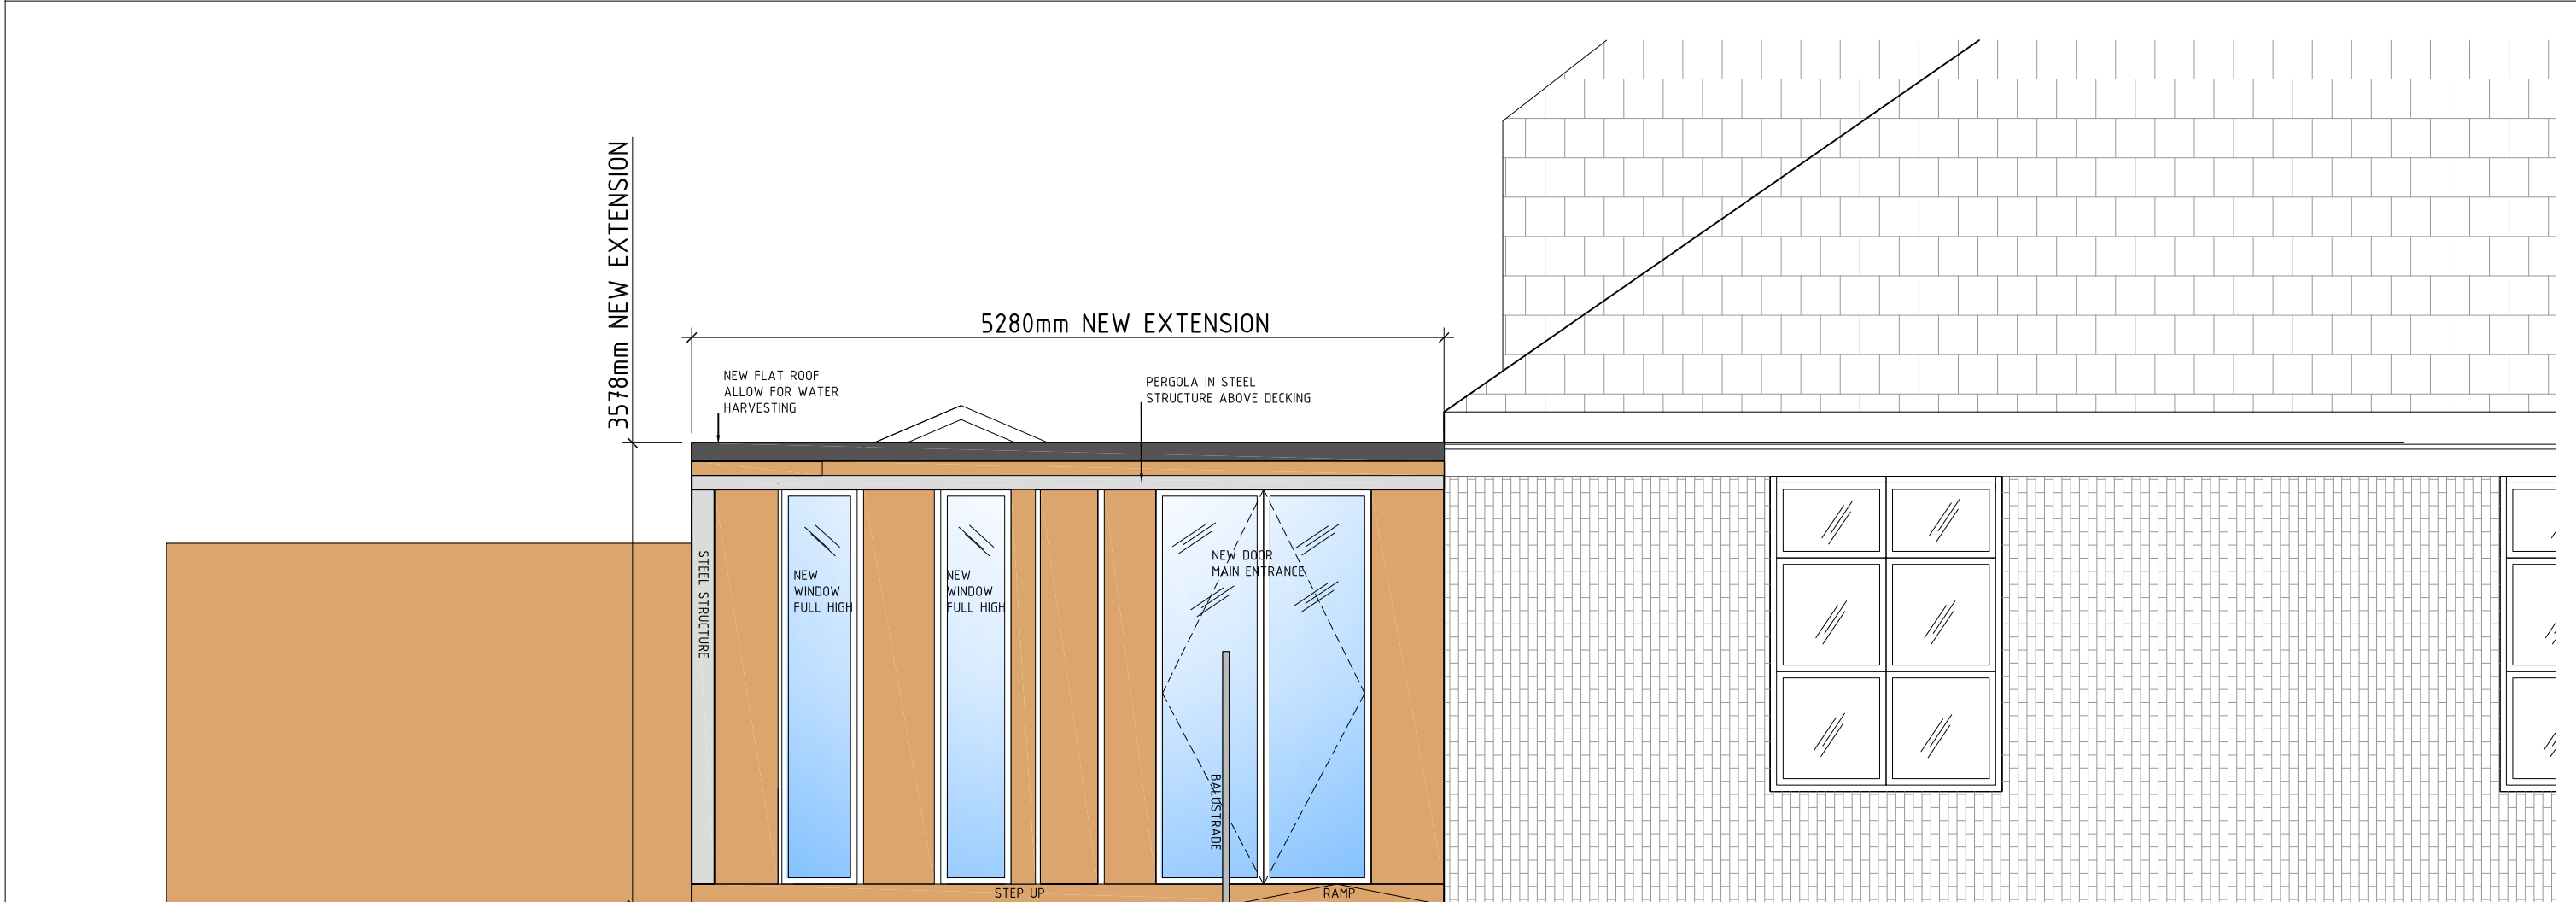 3578mm NEW EXTENSION
5280mm NEW EXTENSION
NEW FLAT ROOF
ALLOW FOR WATER
HARVESTING
PERGOLA IN STEEL
STRUCTURE ABOVE DECKING
STEEL STRUCTURE
NEW
WINDOW
FULL HIGH
NEW
WINDOW
FULL HIGH
NEW DOOR
MAIN ENTRANCE
BALUSTRADE
STEP UP
RAMP